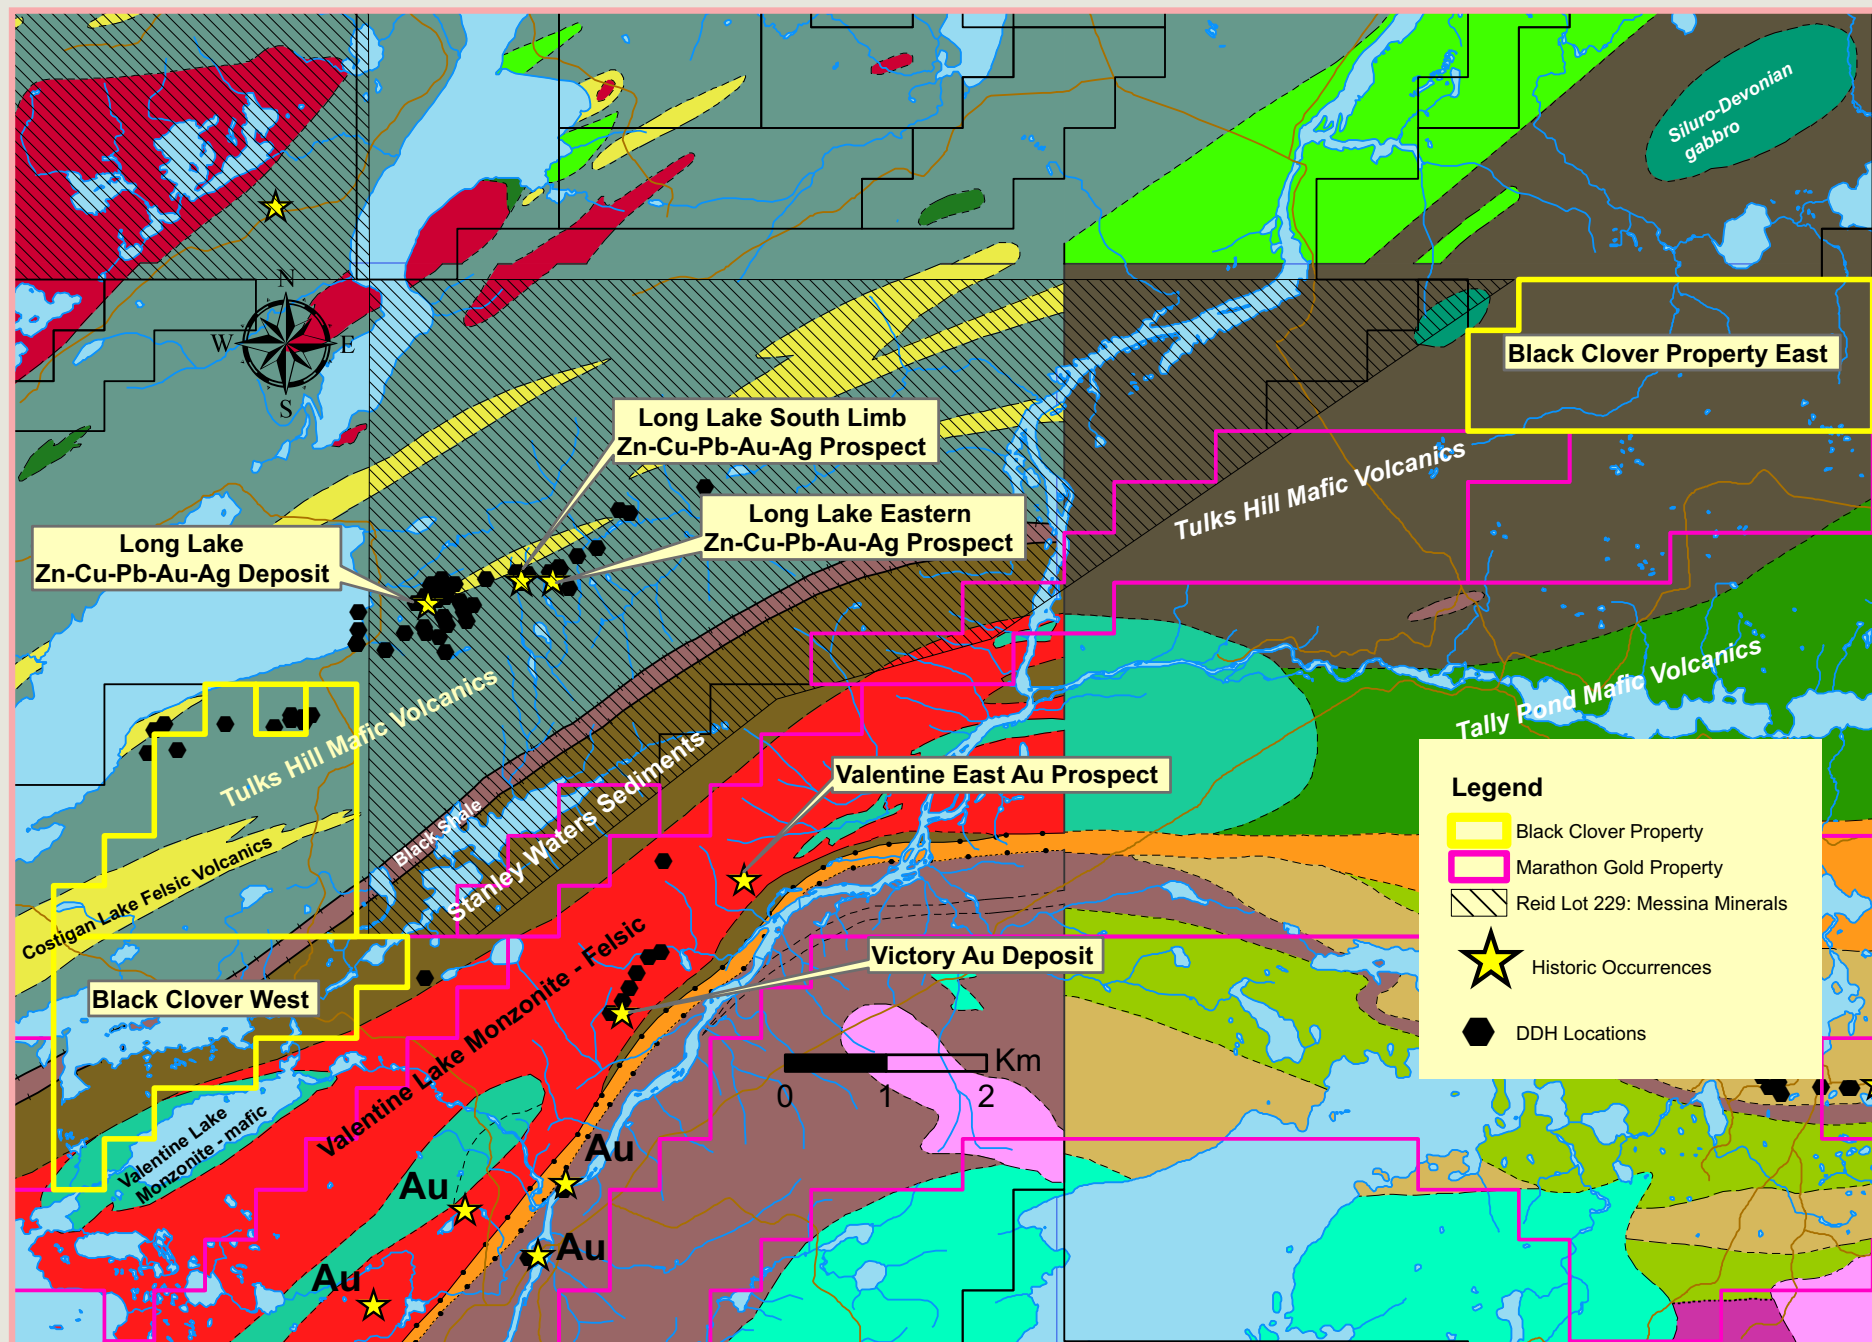 Siluro-Devonian
gabbro
N
W
E
S
Black Clover Property East
Long Lake South Limb
Zn-Cu-Pb-Au-Ag Prospect
Tulks Hill Mafic Volcanics
Long Lake Eastern
Zn-Cu-Pb-Au-Ag Prospect
Long Lake
Zn-Cu-Pb-Au-Ag Deposit
Tulks Hill Mafic Volcanics
Tally Pond Mafic Volcanics
Valentine East Au Prospect
Black Shale
Stanley Waters Sediments
Costigan Lake Felsic Volcanics
Victory Au Deposit
Black Clover West
Valentine Lake Monzonite - Felsic
Valentine Lake
Monzonite - mafic
Km
0 1 2
Au
Au
Au
Au
Legend
Black Clover Property
Marathon Gold Property
Reid Lot 229: Messina Minerals
Historic Occurrences
DDH Locations